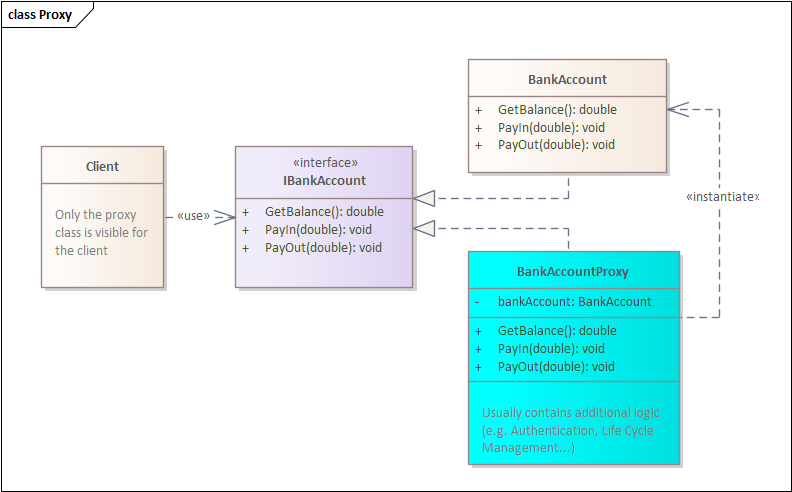 class Proxy
BankAccount
+ GetBalance(): double
+ PayIn(double): void
+ PayOut(double): void
Client
Only the proxy
class is visible for
the client
«use»
«interface»
IBankAccount
+ GetBalance(): double
+ PayIn(double): void
+ PayOut(double): void
«instantiate»
BankAccountProxy
- bankAccount: BankAccount
+ GetBalance(): double
+ PayIn(double): void
+ PayOut(double): void
Usually contains additional logic
(e.g. Authentication, Life Cycle
Management...)